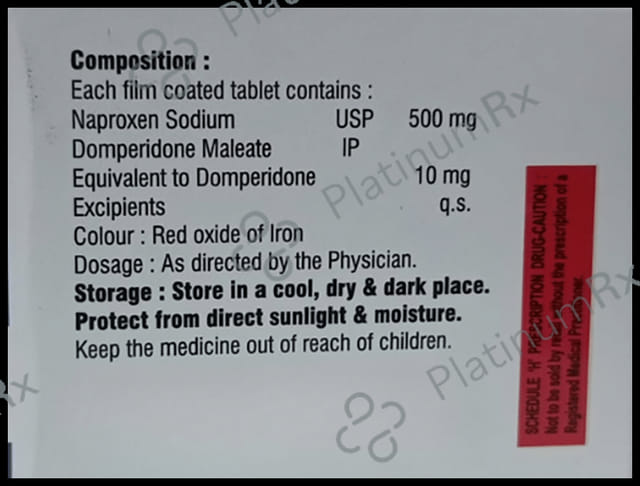 Composition :
Each film coated tablet contains :
Naproxen Sodium USP 500 mg
Domperidone Maleate IP
Equivalent to Domperidone 10 mg
Excipients q.s.
Colour : Red oxide of Iron
Dosage : As directed by the Physician.
Storage : Store in a cool, dry & dark place.
Protect from direct sunlight & moisture.
Keep the medicine out of reach of children.
SCHEDULE 'H' PRESCRIPTION DRUG-CAUTION :
Not to be sold by retail without the prescription of a
Registered Medical Practitioner.
PlatinumRx
PlatinumRx
Rx